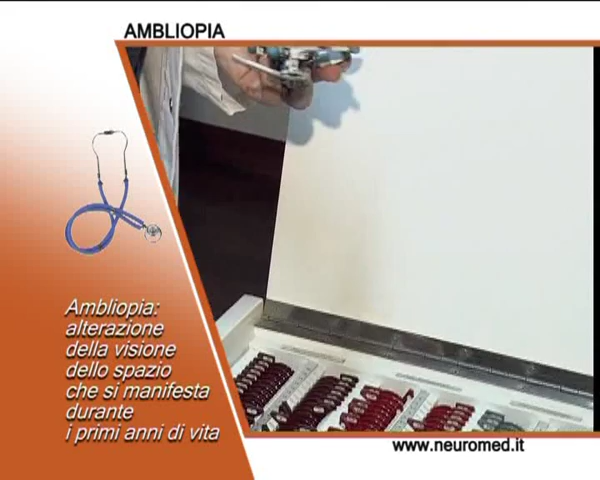 AMBLIOPIA
Ambliopia:
alterazione
della visione
dello spazio
che si manifesta
durante
i primi anni di vita
www.neuromed.it